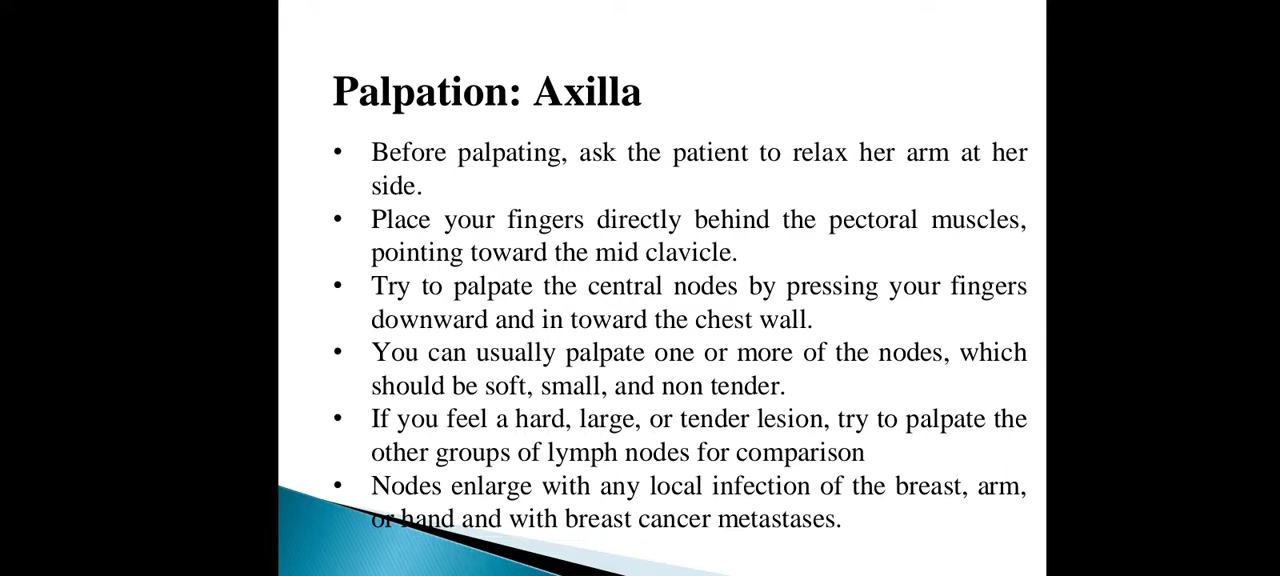 Palpation: Axilla
• Before palpating, ask the patient to relax her arm at her
side.
• Place your fingers directly behind the pectoral muscles,
pointing toward the mid clavicle.
• Try to palpate the central nodes by pressing your fingers
downward and in toward the chest wall.
• You can usually palpate one or more of the nodes, which
should be soft, small, and non tender.
• If you feel a hard, large, or tender lesion, try to palpate the
other groups of lymph nodes for comparison
• Nodes enlarge with any local infection of the breast, arm,
or hand and with breast cancer metastases.